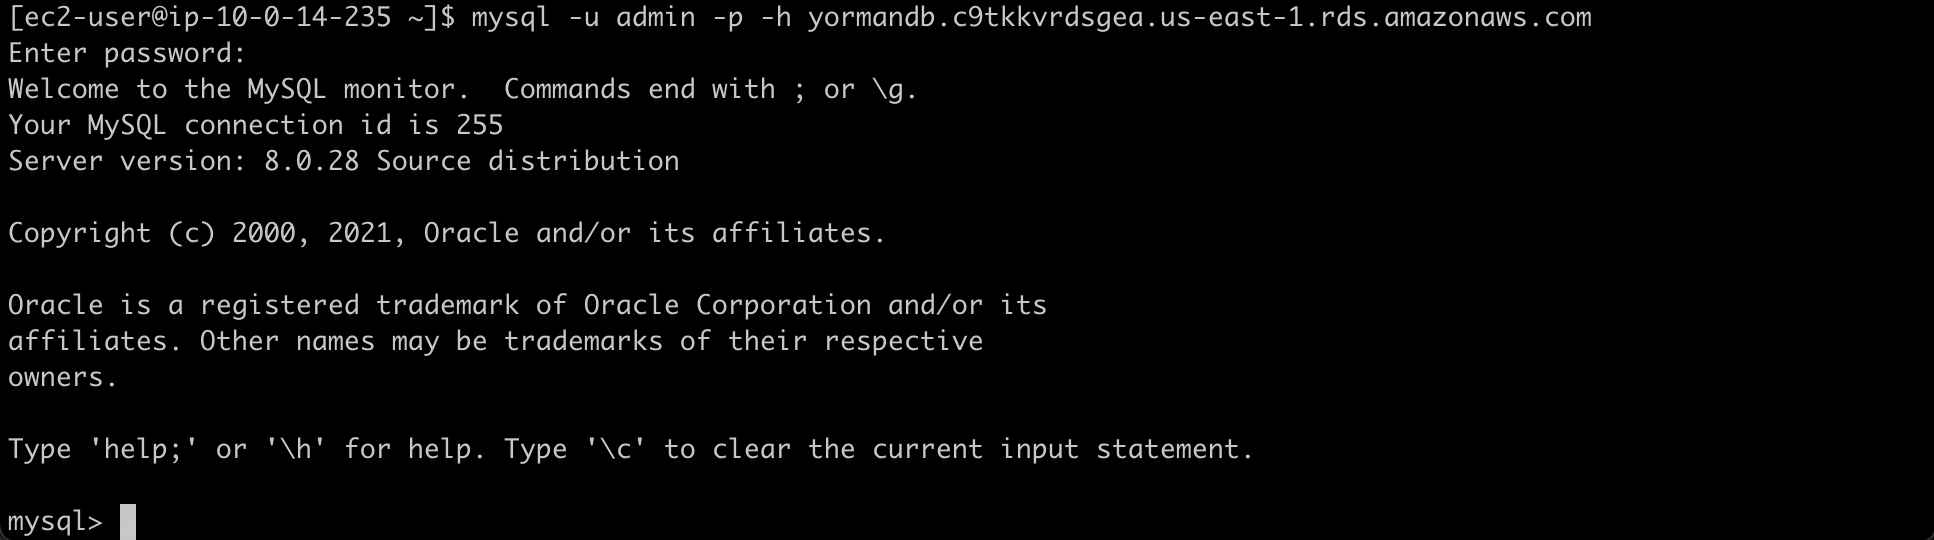 [ec2-user@ip-10-0-14-235 ~]$ mysql -u admin -p -h yormandb.c9tkkvrdsgea.us-east-1.rds.amazonaws.com
Enter password:
Welcome to the MySQL monitor.  Commands end with ; or \g.
Your MySQL connection id is 255
Server version: 8.0.28 Source distribution
Copyright (c) 2000, 2021, Oracle and/or its affiliates.
Oracle is a registered trademark of Oracle Corporation and/or its
affiliates. Other names may be trademarks of their respective
owners.
Type 'help;' or '\h' for help. Type '\c' to clear the current input statement.
mysql>